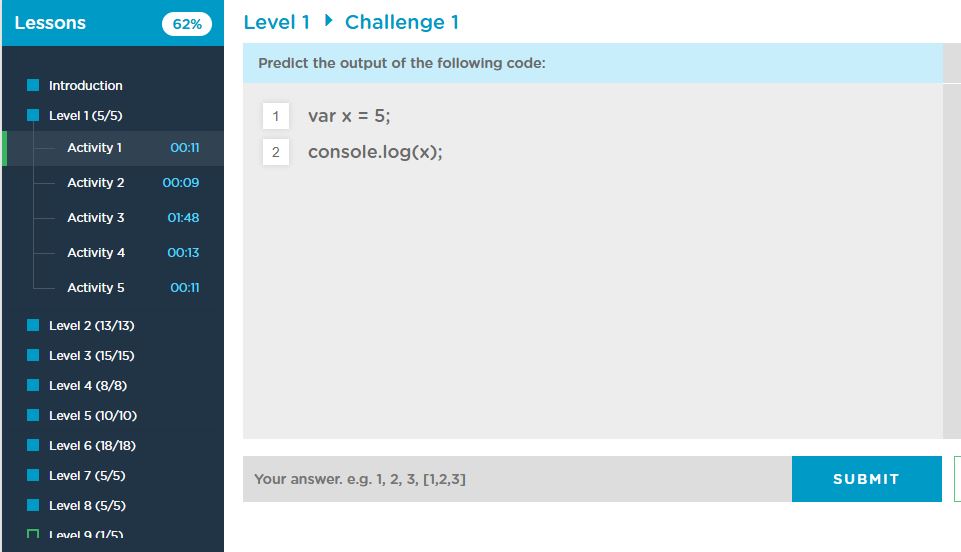 Lessons 62%
Introduction
Level 1 (5/5)
Activity 1 00:11
Activity 2 00:09
Activity 3 01:48
Activity 4 00:13
Activity 5 00:11
Level 2 (13/13)
Level 3 (15/15)
Level 4 (8/8)
Level 5 (10/10)
Level 6 (18/18)
Level 7 (5/5)
Level 8 (5/5)
Level 9 (1/5)
Level 1 Challenge 1
Predict the output of the following code:
1 var x = 5;
2 console.log(x);
Your answer. e.g. 1, 2, 3, [1,2,3] SUBMIT